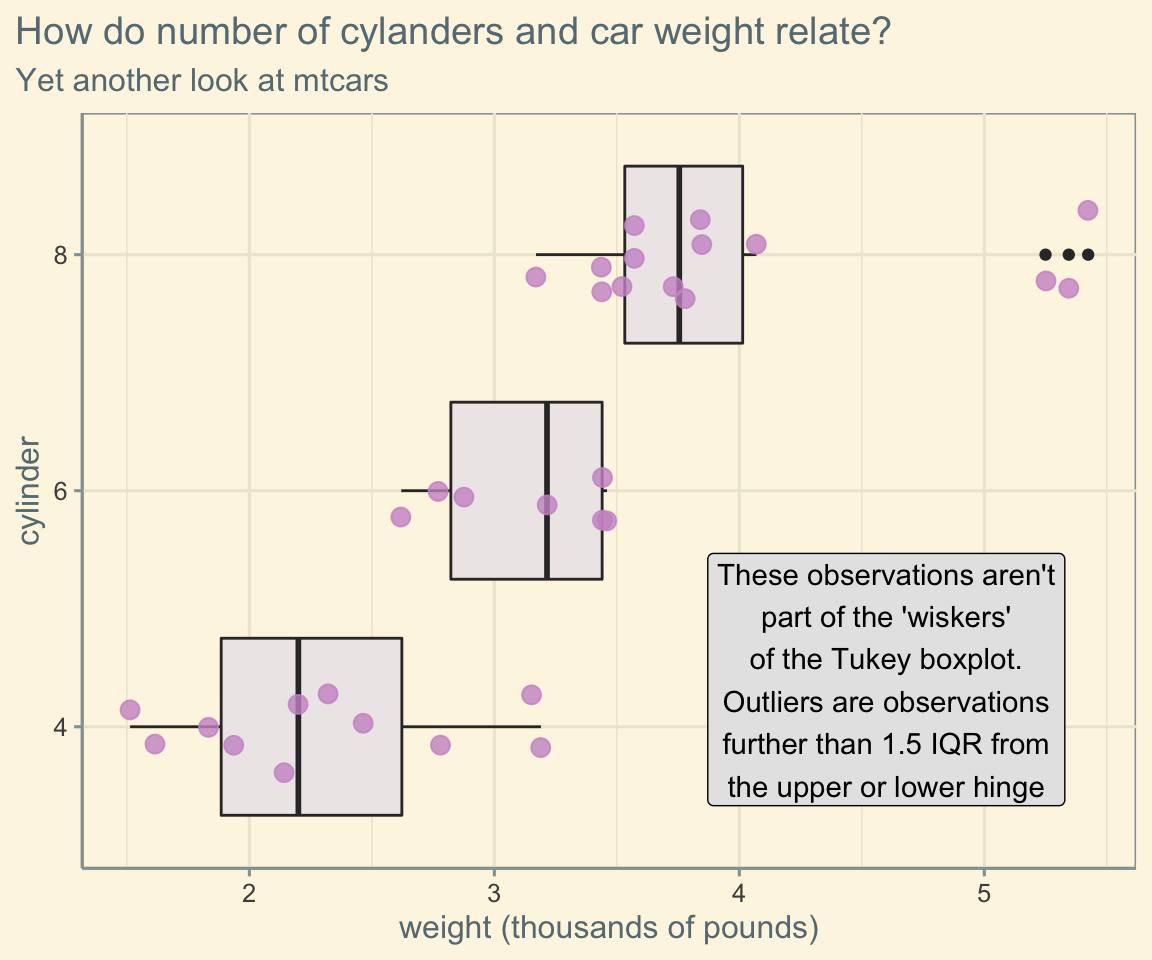 How do number of cylanders and car weight relate?
Yet another look at mtcars
8
6
4
cylinder
These observations aren't
part of the 'wiskers'
of the Tukey boxplot.
Outliers are observations
further than 1.5 IQR from
the upper or lower hinge
2 3 4 5
weight (thousands of pounds)